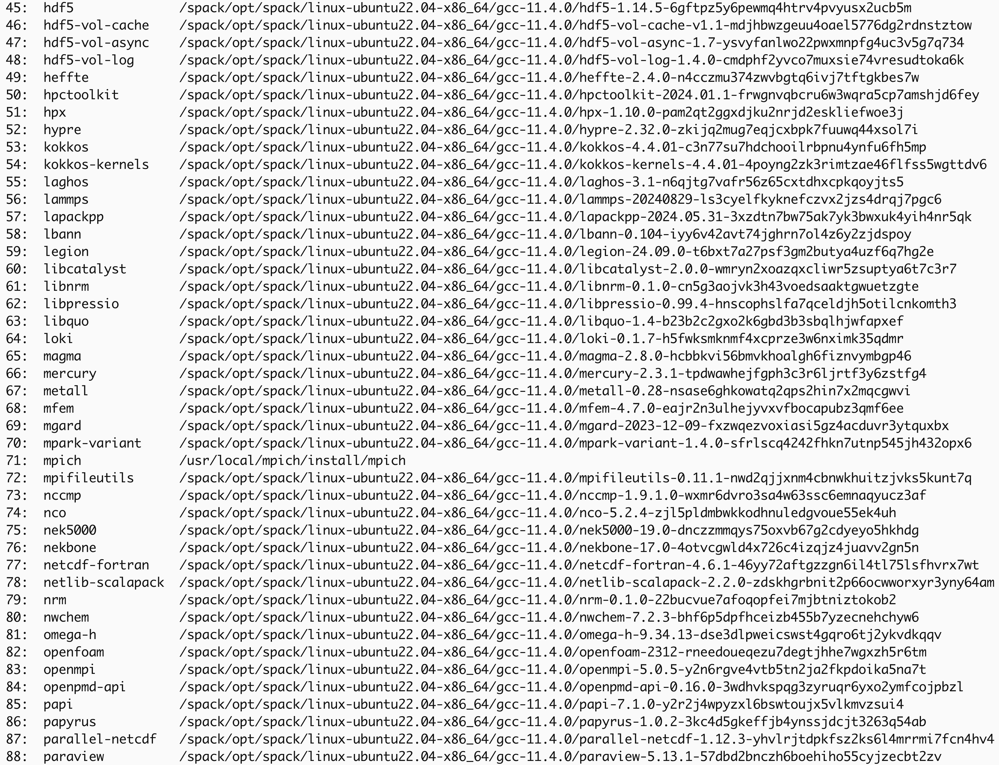 45:  hdf5              /spack/opt/spack/linux-ubuntu22.04-x86_64/gcc-11.4.0/hdf5-1.14.5-6gftpz5y6pewmq4htrv4pvyusx2ucb5m
46:  hdf5-vol-cache    /spack/opt/spack/linux-ubuntu22.04-x86_64/gcc-11.4.0/hdf5-vol-cache-v1.1-mdjhbwzgeuu4oael5776dg2rdnstztow
47:  hdf5-vol-async    /spack/opt/spack/linux-ubuntu22.04-x86_64/gcc-11.4.0/hdf5-vol-async-1.7-ysvyfanlwo22pwxmnpfg4uc3v5g7q734
48:  hdf5-vol-log      /spack/opt/spack/linux-ubuntu22.04-x86_64/gcc-11.4.0/hdf5-vol-log-1.4.0-cmdphf2yvco7muxsie74vresudtoka6k
49:  heffte            /spack/opt/spack/linux-ubuntu22.04-x86_64/gcc-11.4.0/heffte-2.4.0-n4cczmu374zwvbgtq6ivj7tftgkbes7w
50:  hpctoolkit        /spack/opt/spack/linux-ubuntu22.04-x86_64/gcc-11.4.0/hpctoolkit-2024.01.1-frwgnvqbcru6w3wqra5cp7amshjd6fey
51:  hpx               /spack/opt/spack/linux-ubuntu22.04-x86_64/gcc-11.4.0/hpx-1.10.0-pam2qt2ggxdjku2nrjd2eskliefwoe3j
52:  hypre             /spack/opt/spack/linux-ubuntu22.04-x86_64/gcc-11.4.0/hypre-2.32.0-zkijq2mug7eqjcxbpk7fuuwq44xsol7i
53:  kokkos            /spack/opt/spack/linux-ubuntu22.04-x86_64/gcc-11.4.0/kokkos-4.4.01-c3n77su7hdchooilrbpnu4ynfu6fh5mp
54:  kokkos-kernels    /spack/opt/spack/linux-ubuntu22.04-x86_64/gcc-11.4.0/kokkos-kernels-4.4.01-4poyng2zk3rimtzae46flfss5wgttdv6
55:  laghos            /spack/opt/spack/linux-ubuntu22.04-x86_64/gcc-11.4.0/laghos-3.1-n6qjtg7vafr56z65cxtdhxcpkqoyjts5
56:  lammps            /spack/opt/spack/linux-ubuntu22.04-x86_64/gcc-11.4.0/lammps-20240829-ls3cyelfkyknefczvx2jzs4drqj7pgc6
57:  lapackpp          /spack/opt/spack/linux-ubuntu22.04-x86_64/gcc-11.4.0/lapackpp-2024.05.31-3xzdtn7bw75ak7yk3bwxuk4yih4nr5qk
58:  lbann             /spack/opt/spack/linux-ubuntu22.04-x86_64/gcc-11.4.0/lbann-0.104-iyy6v42avt74jghrn7ol4z6y2zjdspoy
59:  legion            /spack/opt/spack/linux-ubuntu22.04-x86_64/gcc-11.4.0/legion-24.09.0-t6bxt7a27psf3gm2butya4uzf6q7hg2e
60:  libcatalyst       /spack/opt/spack/linux-ubuntu22.04-x86_64/gcc-11.4.0/libcatalyst-2.0.0-wmryn2xoazqxcliwr5zsuptya6t7c3r7
61:  libnrm            /spack/opt/spack/linux-ubuntu22.04-x86_64/gcc-11.4.0/libnrm-0.1.0-cn5g3aojvk3h43voedsaaktgwuetzgte
62:  libpressio        /spack/opt/spack/linux-ubuntu22.04-x86_64/gcc-11.4.0/libpressio-0.99.4-hnscophslfa7qceldjh5otilcnkomth3
63:  libquo            /spack/opt/spack/linux-ubuntu22.04-x86_64/gcc-11.4.0/libquo-1.4-b23b2c2gxo2k6gbd3b3sbqlhjwfapxef
64:  loki              /spack/opt/spack/linux-ubuntu22.04-x86_64/gcc-11.4.0/loki-0.1.7-h5fwksmknmf4xcprze3w6nximk35qdmr
65:  magma             /spack/opt/spack/linux-ubuntu22.04-x86_64/gcc-11.4.0/magma-2.8.0-hcbbkvi56bmvkhoalgh6fiznvymbgp46
66:  mercury           /spack/opt/spack/linux-ubuntu22.04-x86_64/gcc-11.4.0/mercury-2.3.1-tpdwawhejfgph3c3r6ljrtf3y6zstfg4
67:  metall            /spack/opt/spack/linux-ubuntu22.04-x86_64/gcc-11.4.0/metall-0.28-nsase6ghkowatq2qps2hin7x2mqcgwvi
68:  mfem              /spack/opt/spack/linux-ubuntu22.04-x86_64/gcc-11.4.0/mfem-4.7.0-eajr2n3ulhejyvxvfbocapubz3qmf6ee
69:  mgard             /spack/opt/spack/linux-ubuntu22.04-x86_64/gcc-11.4.0/mgard-2023-12-09-fxzwqezvoxiasi5gz4acduvr3ytquxbx
70:  mpark-variant     /spack/opt/spack/linux-ubuntu22.04-x86_64/gcc-11.4.0/mpark-variant-1.4.0-sfrlscq4242fhkn7utnp545jh432opx6
71:  mpich             /usr/local/mpich/install/mpich
72:  mpifileutils      /spack/opt/spack/linux-ubuntu22.04-x86_64/gcc-11.4.0/mpifileutils-0.11.1-nwd2qjjxnm4cbnwkhuitzjvks5kunt7q
73:  nccmp             /spack/opt/spack/linux-ubuntu22.04-x86_64/gcc-11.4.0/nccmp-1.9.1.0-wxmr6dvro3sa4w63ssc6emnaqyucz3af
74:  nco               /spack/opt/spack/linux-ubuntu22.04-x86_64/gcc-11.4.0/nco-5.2.4-zjl5pldmbwkkodhnuledgvoue55ek4uh
75:  nek5000           /spack/opt/spack/linux-ubuntu22.04-x86_64/gcc-11.4.0/nek5000-19.0-dnczzmmqys75oxvb67g2cdyeyo5hkhdg
76:  nekbone           /spack/opt/spack/linux-ubuntu22.04-x86_64/gcc-11.4.0/nekbone-17.0-4otvcgwld4x726c4izqjz4juavv2gn5n
77:  netcdf-fortran    /spack/opt/spack/linux-ubuntu22.04-x86_64/gcc-11.4.0/netcdf-fortran-4.6.1-46yy72aftgzzgn6il4tl75lsfhvrx7wt
78:  netlib-scalapack  /spack/opt/spack/linux-ubuntu22.04-x86_64/gcc-11.4.0/netlib-scalapack-2.2.0-zdskhgrbnit2p66ocwworxyr3yny64am
79:  nrm               /spack/opt/spack/linux-ubuntu22.04-x86_64/gcc-11.4.0/nrm-0.1.0-22bucvue7afoqopfei7mjbtniztokob2
80:  nwchem            /spack/opt/spack/linux-ubuntu22.04-x86_64/gcc-11.4.0/nwchem-7.2.3-bhf6p5dpfhceizb455b7yzecnehchyw6
81:  omega-h           /spack/opt/spack/linux-ubuntu22.04-x86_64/gcc-11.4.0/omega-h-9.34.13-dse3dlpweicswst4gqro6tj2ykvdkqqv
82:  openfoam          /spack/opt/spack/linux-ubuntu22.04-x86_64/gcc-11.4.0/openfoam-2312-rneedoueqezu7degtjhhe7wgxzh5r6tm
83:  openmpi           /spack/opt/spack/linux-ubuntu22.04-x86_64/gcc-11.4.0/openmpi-5.0.5-y2n6rgve4vtb5tn2ja2fkpdoika5na7t
84:  openpmd-api       /spack/opt/spack/linux-ubuntu22.04-x86_64/gcc-11.4.0/openpmd-api-0.16.0-3wdhvkspqg3zyruqr6yxo2ymfcojpbzl
85:  papi              /spack/opt/spack/linux-ubuntu22.04-x86_64/gcc-11.4.0/papi-7.1.0-y2r2j4wpyzxl6bswtoujx5vlkmvzsui4
86:  papyrus           /spack/opt/spack/linux-ubuntu22.04-x86_64/gcc-11.4.0/papyrus-1.0.2-3kc4d5gkeffjb4ynssjdcjt3263q54ab
87:  parallel-netcdf   /spack/opt/spack/linux-ubuntu22.04-x86_64/gcc-11.4.0/parallel-netcdf-1.12.3-yhvlrjtdpkfsz2ks6l4mrrmi7fcn4hv4
88:  paraview          /spack/opt/spack/linux-ubuntu22.04-x86_64/gcc-11.4.0/paraview-5.13.1-57dbd2bnczh6boehiho55cyjzecbt2zv